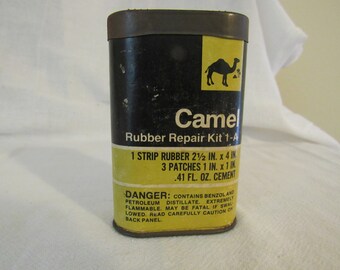 Camel
Rubber Repair Kit 1-A
1 STRIP RUBBER 2½ IN. x 4 IN.
3 PATCHES 1 IN. x 1 IN.
.41 FL. OZ. CEMENT
DANGER: CONTAINS BENZOL AND
PETROLEUM DISTILLATE. EXTREMELY
FLAMMABLE. MAY BE FATAL IF SWAL-
LOWED. READ CAREFULLY CAUTION ON
BACK PANEL.